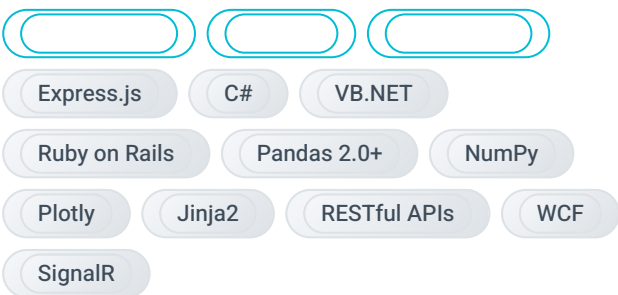 Express.js C# VB.NET
Ruby on Rails Pandas 2.0+ NumPy
Plotly Jinja2 RESTful APIs WCF
SignalR